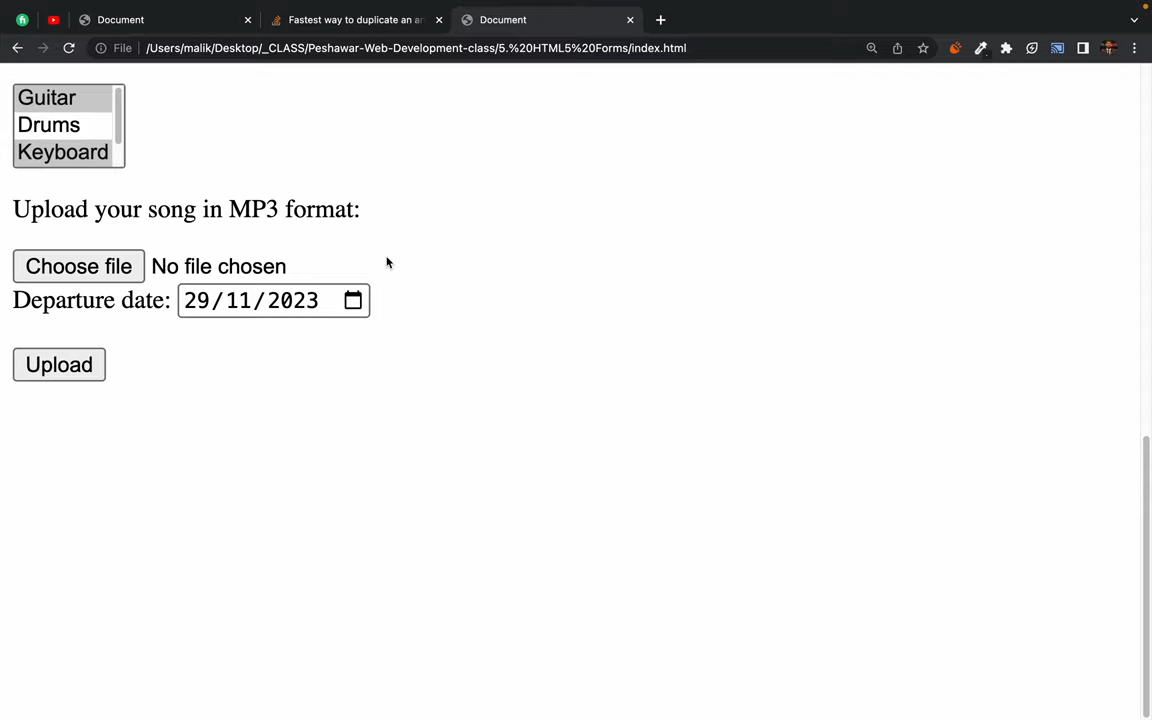 Document
Fastest way to duplicate an ar
Document
File
/Users/malik/Desktop/_CLASS/Peshawar-Web-Development-class/5.%20HTML5%20Forms/index.html
Guitar
Drums
Keyboard
Upload your song in MP3 format:
Choose file No file chosen
Departure date: 29/11/2023
Upload